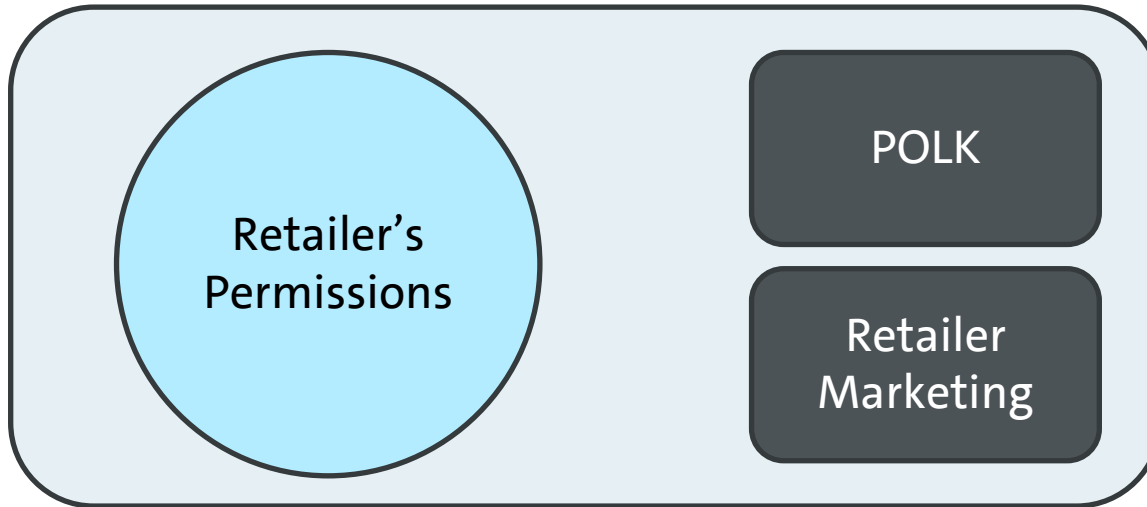 Retailer’s
Permissions
POLK
Retailer
Marketing